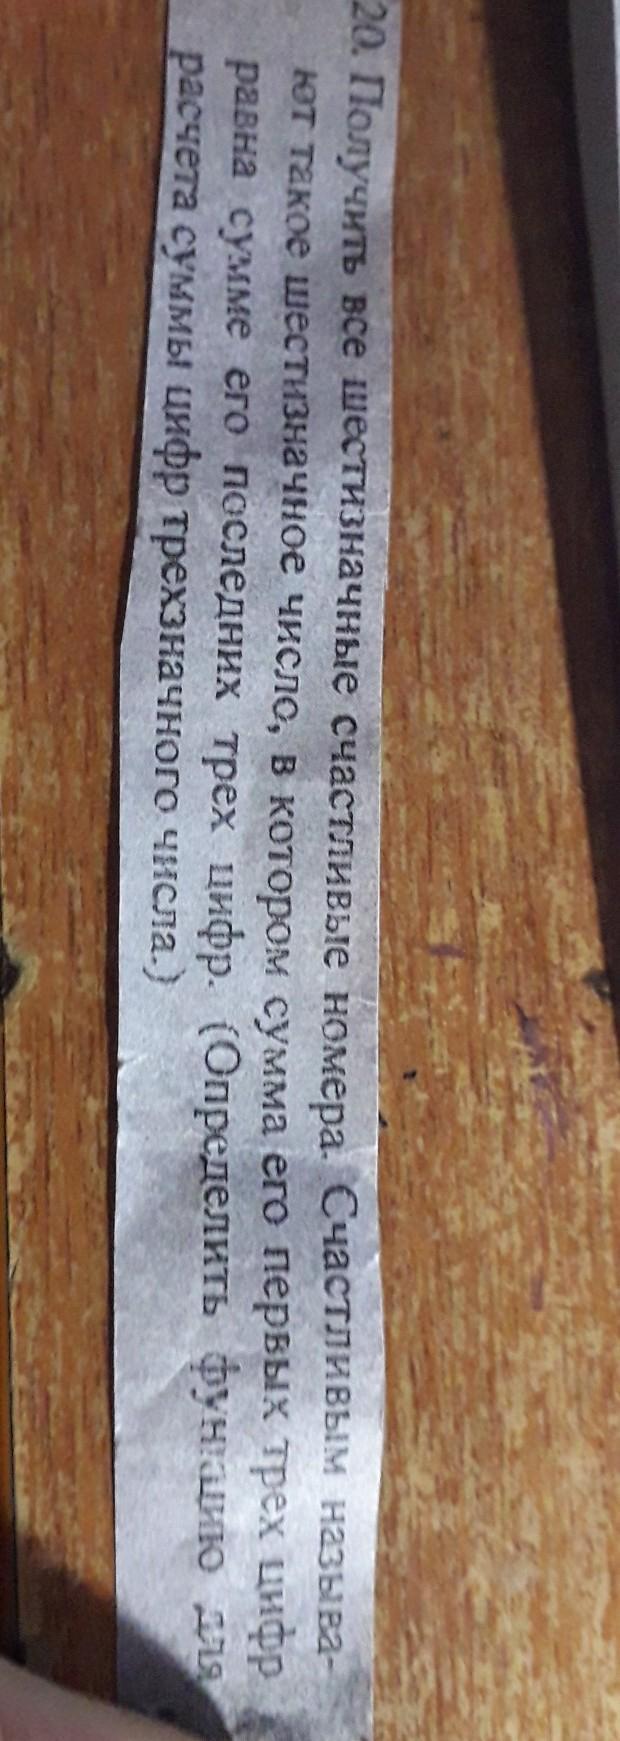 20. Получить все шестизначные счастливые номера. Счастливым называ-
ют такое шестизначное число, в котором сумма его первых трех цифр
равна сумме его последних трех цифр. (Определить функцию для
расчета суммы цифр трехзначного числа.)